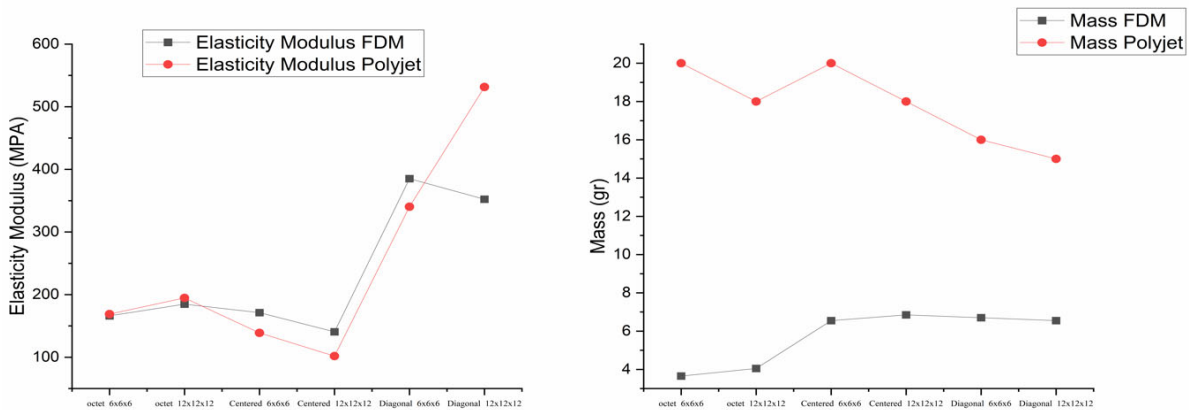 Elasticity Modulus FDM
Elasticity Modulus Polyjet
Elasticity Modulus (MPA)
600
500
400
300
200
100
octet 6x6x6
octet 12x12x12
Centered 6x6x6
Centered 12x12x12
Diagonal 6x6x6
Diagonal 12x12x12
Mass FDM
Mass Polyjet
Mass (gr)
20
18
16
14
12
10
8
6
4
octet 6x6x6
octet 12x12x12
Centered 6x6x6
Centered 12x12x12
Diagonal 6x6x6
Diagonal 12x12x12